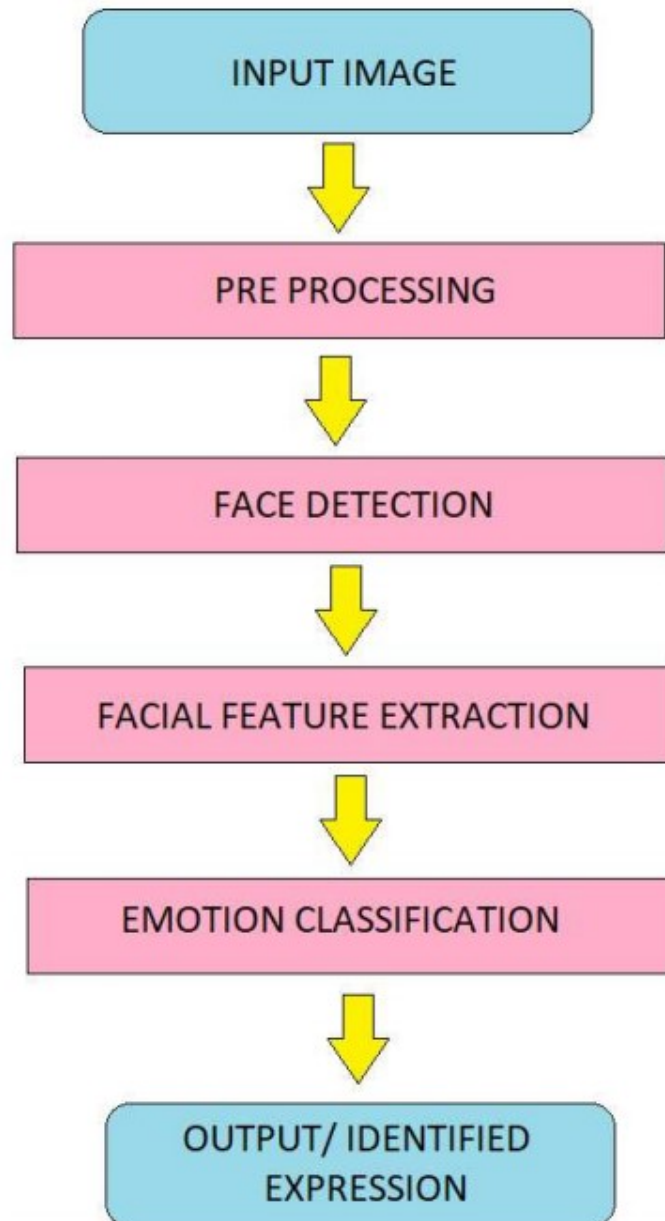 INPUT IMAGE
PRE PROCESSING
FACE DETECTION
FACIAL FEATURE EXTRACTION
EMOTION CLASSIFICATION
OUTPUT/ IDENTIFIED
EXPRESSION